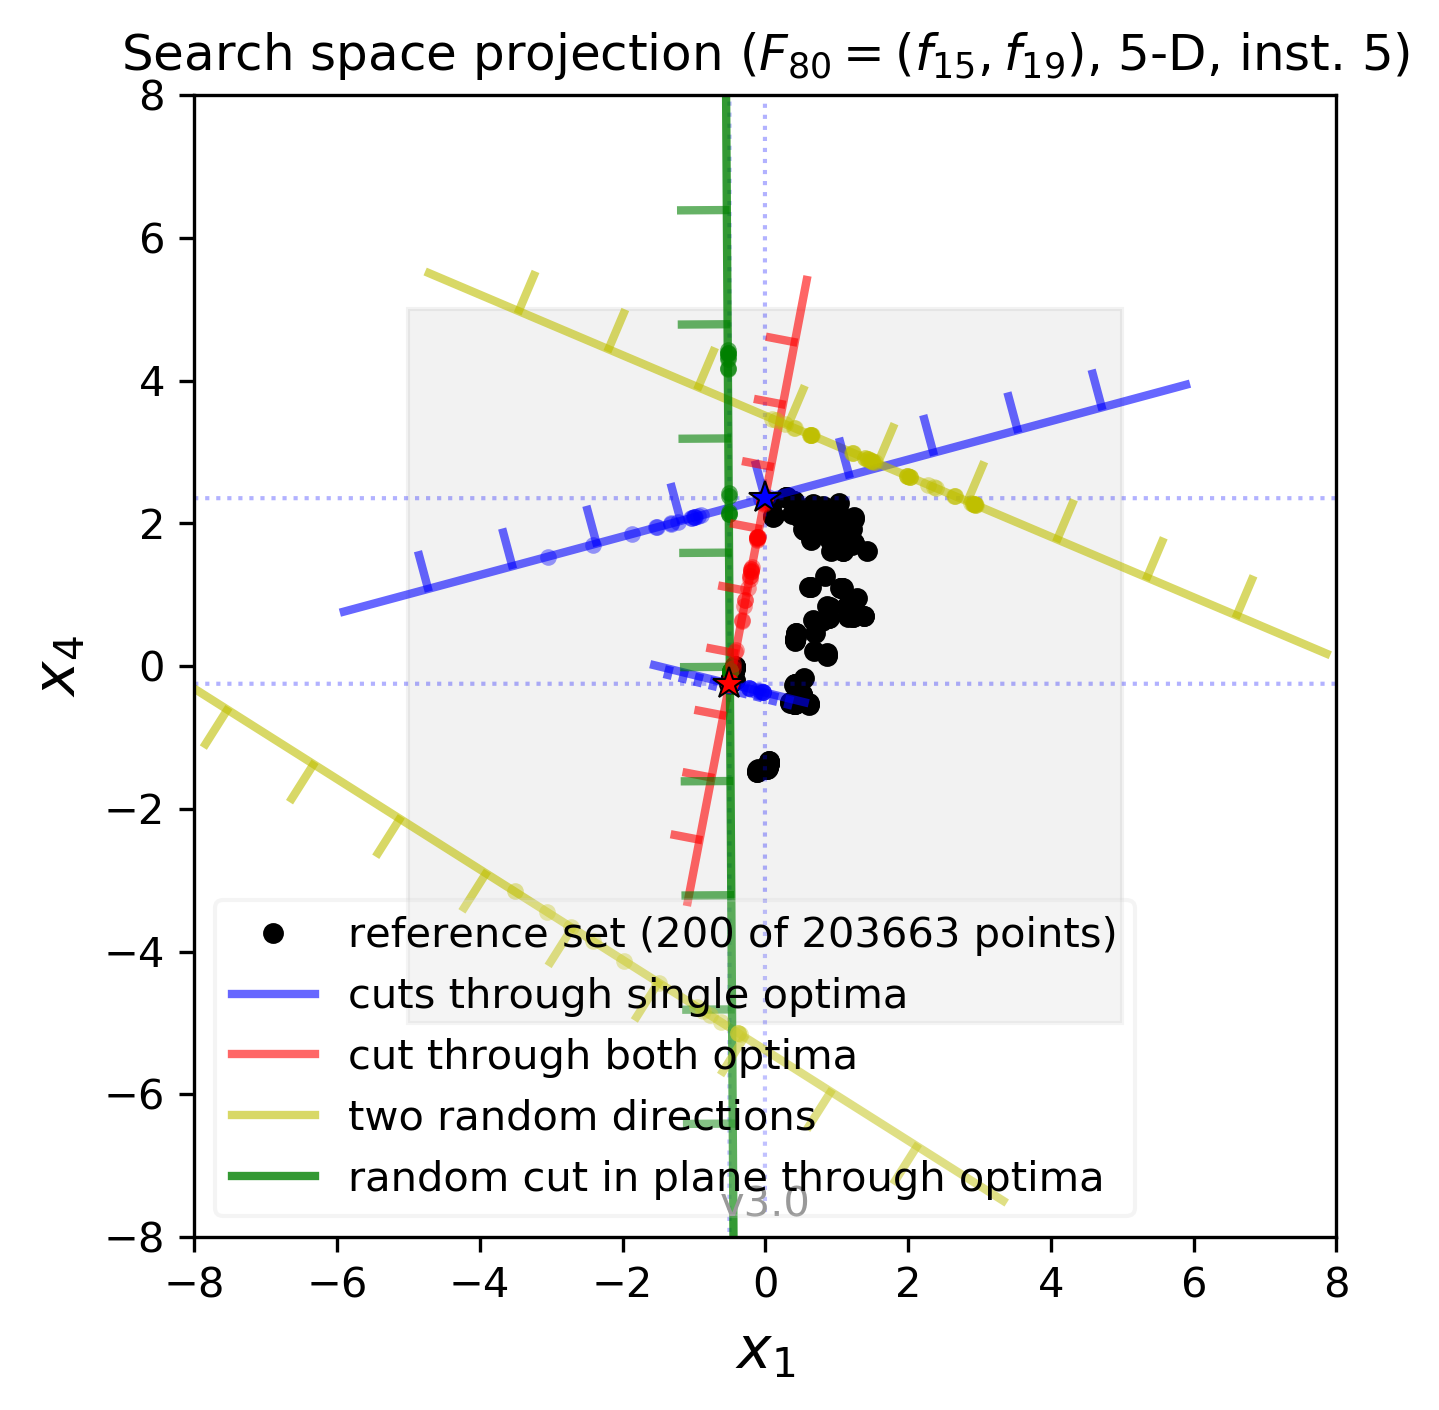 Search space projection (F₈₀ = (f₁₅, f₁₉), 5-D, inst. 5)
8
6
4
2
0
−2
−4
−6
−8
x₄
reference set (200 of 203663 points)
cuts through single optima
cut through both optima
two random directions
random cut in plane through optima
v3.0
−8 −6 −4 −2 0 2 4 6 8
x₁